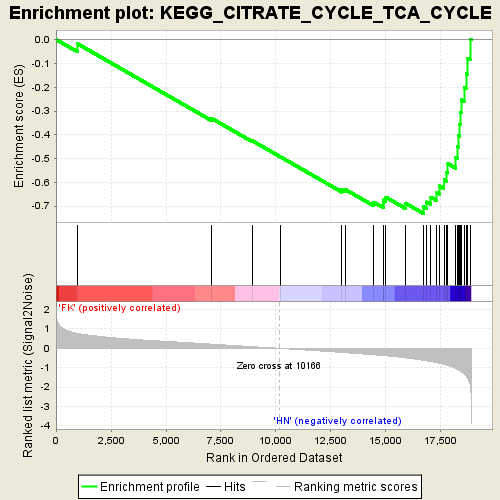 Enrichment plot: KEGG_CITRATE_CYCLE_TCA_CYCLE
Enrichment score (ES)
0.0
-0.1
-0.2
-0.3
-0.4
-0.5
-0.6
-0.7
'FK' (positively correlated)
Ranked list metric (Signal2Noise)
2
1
0
-1
-2
-3
-4
Zero cross at 10166
'HN' (negatively correlated)
0 2,500 5,000 7,500 10,000 12,500 15,000 17,500
Rank in Ordered Dataset
Enrichment profile Hits Ranking metric scores